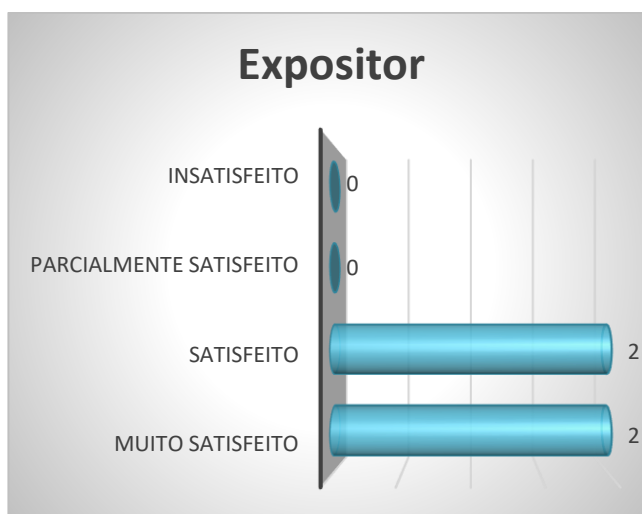 Expositor
INSATISFEITO 0
PARCIALMENTE SATISFEITO 0
SATISFEITO 2
MUITO SATISFEITO 2